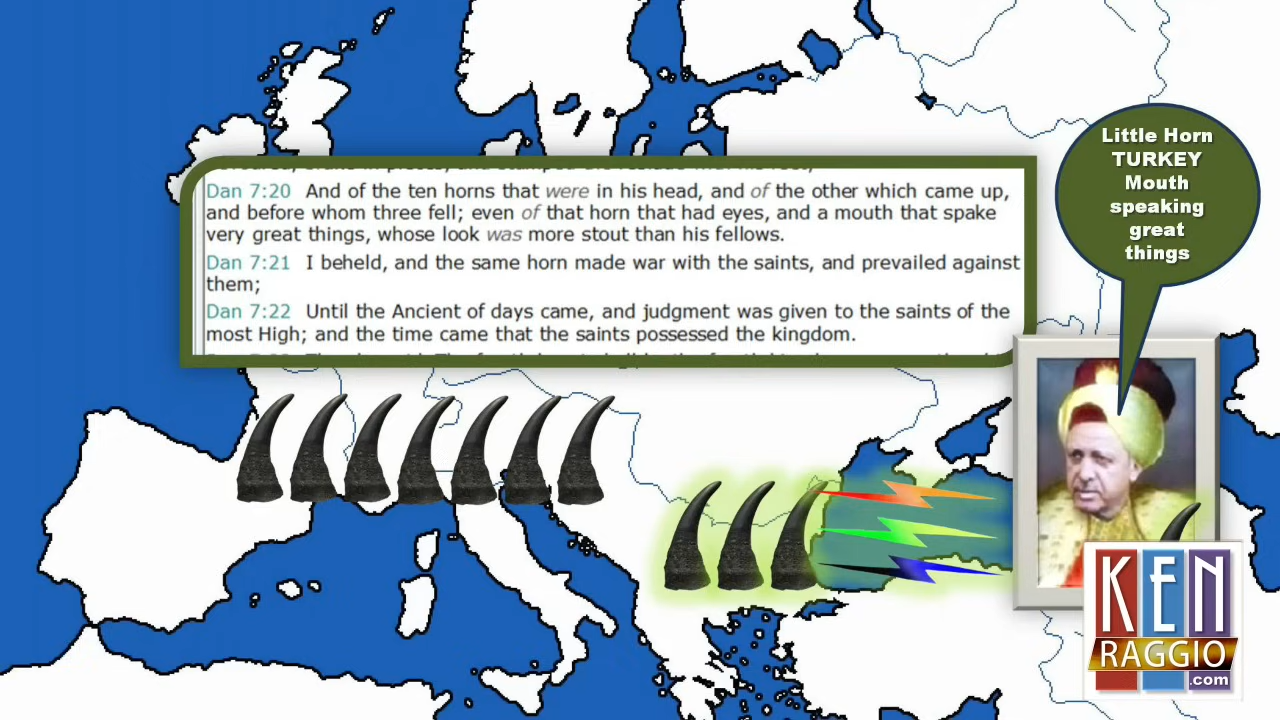 Little Horn
TURKEY
Mouth
speaking
great
things
Dan 7:20 And of the ten horns that were in his head, and of the other which came up,
and before whom three fell; even of that horn that had eyes, and a mouth that spake
very great things, whose look was more stout than his fellows.
Dan 7:21 I beheld, and the same horn made war with the saints, and prevailed against
them;
Dan 7:22 Until the Ancient of days came, and judgment was given to the saints of the
most High; and the time came that the saints possessed the kingdom.
KEN
RAGGIO
.com